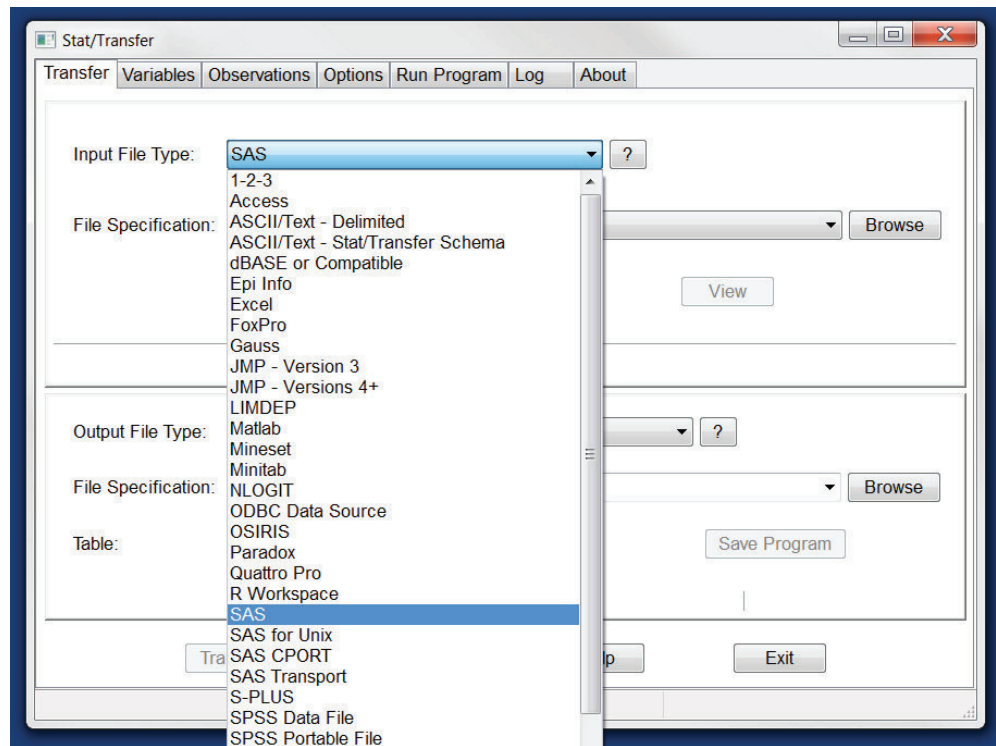 Stat/Transfer
Transfer Variables Observations Options Run Program Log About
Input File Type: SAS ?
1-2-3
Access
File Specification: ASCII/Text - Delimited Browse
ASCII/Text - Stat/Transfer Schema
dBASE or Compatible
Epi Info View
Excel
FoxPro
Gauss
JMP - Version 3
JMP - Versions 4+
LIMDEP
Output File Type: Matlab ?
Mineset
Minitab
File Specification: NLOGIT Browse
ODBC Data Source
OSIRIS
Table: Paradox Save Program
Quattro Pro
R Workspace
SAS
SAS for Unix
Tra SAS CPORT lp Exit
SAS Transport
S-PLUS
SPSS Data File
SPSS Portable File